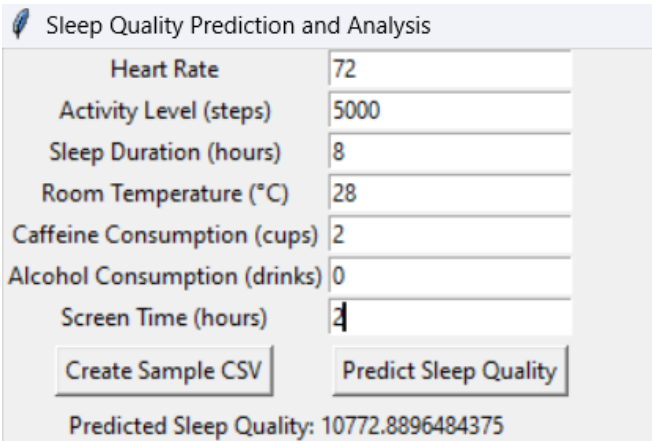 Sleep Quality Prediction and Analysis
Heart Rate 72
Activity Level (steps) 5000
Sleep Duration (hours) 8
Room Temperature (°C) 28
Caffeine Consumption (cups) 2
Alcohol Consumption (drinks) 0
Screen Time (hours) 2
Create Sample CSV Predict Sleep Quality
Predicted Sleep Quality: 10772.8896484375